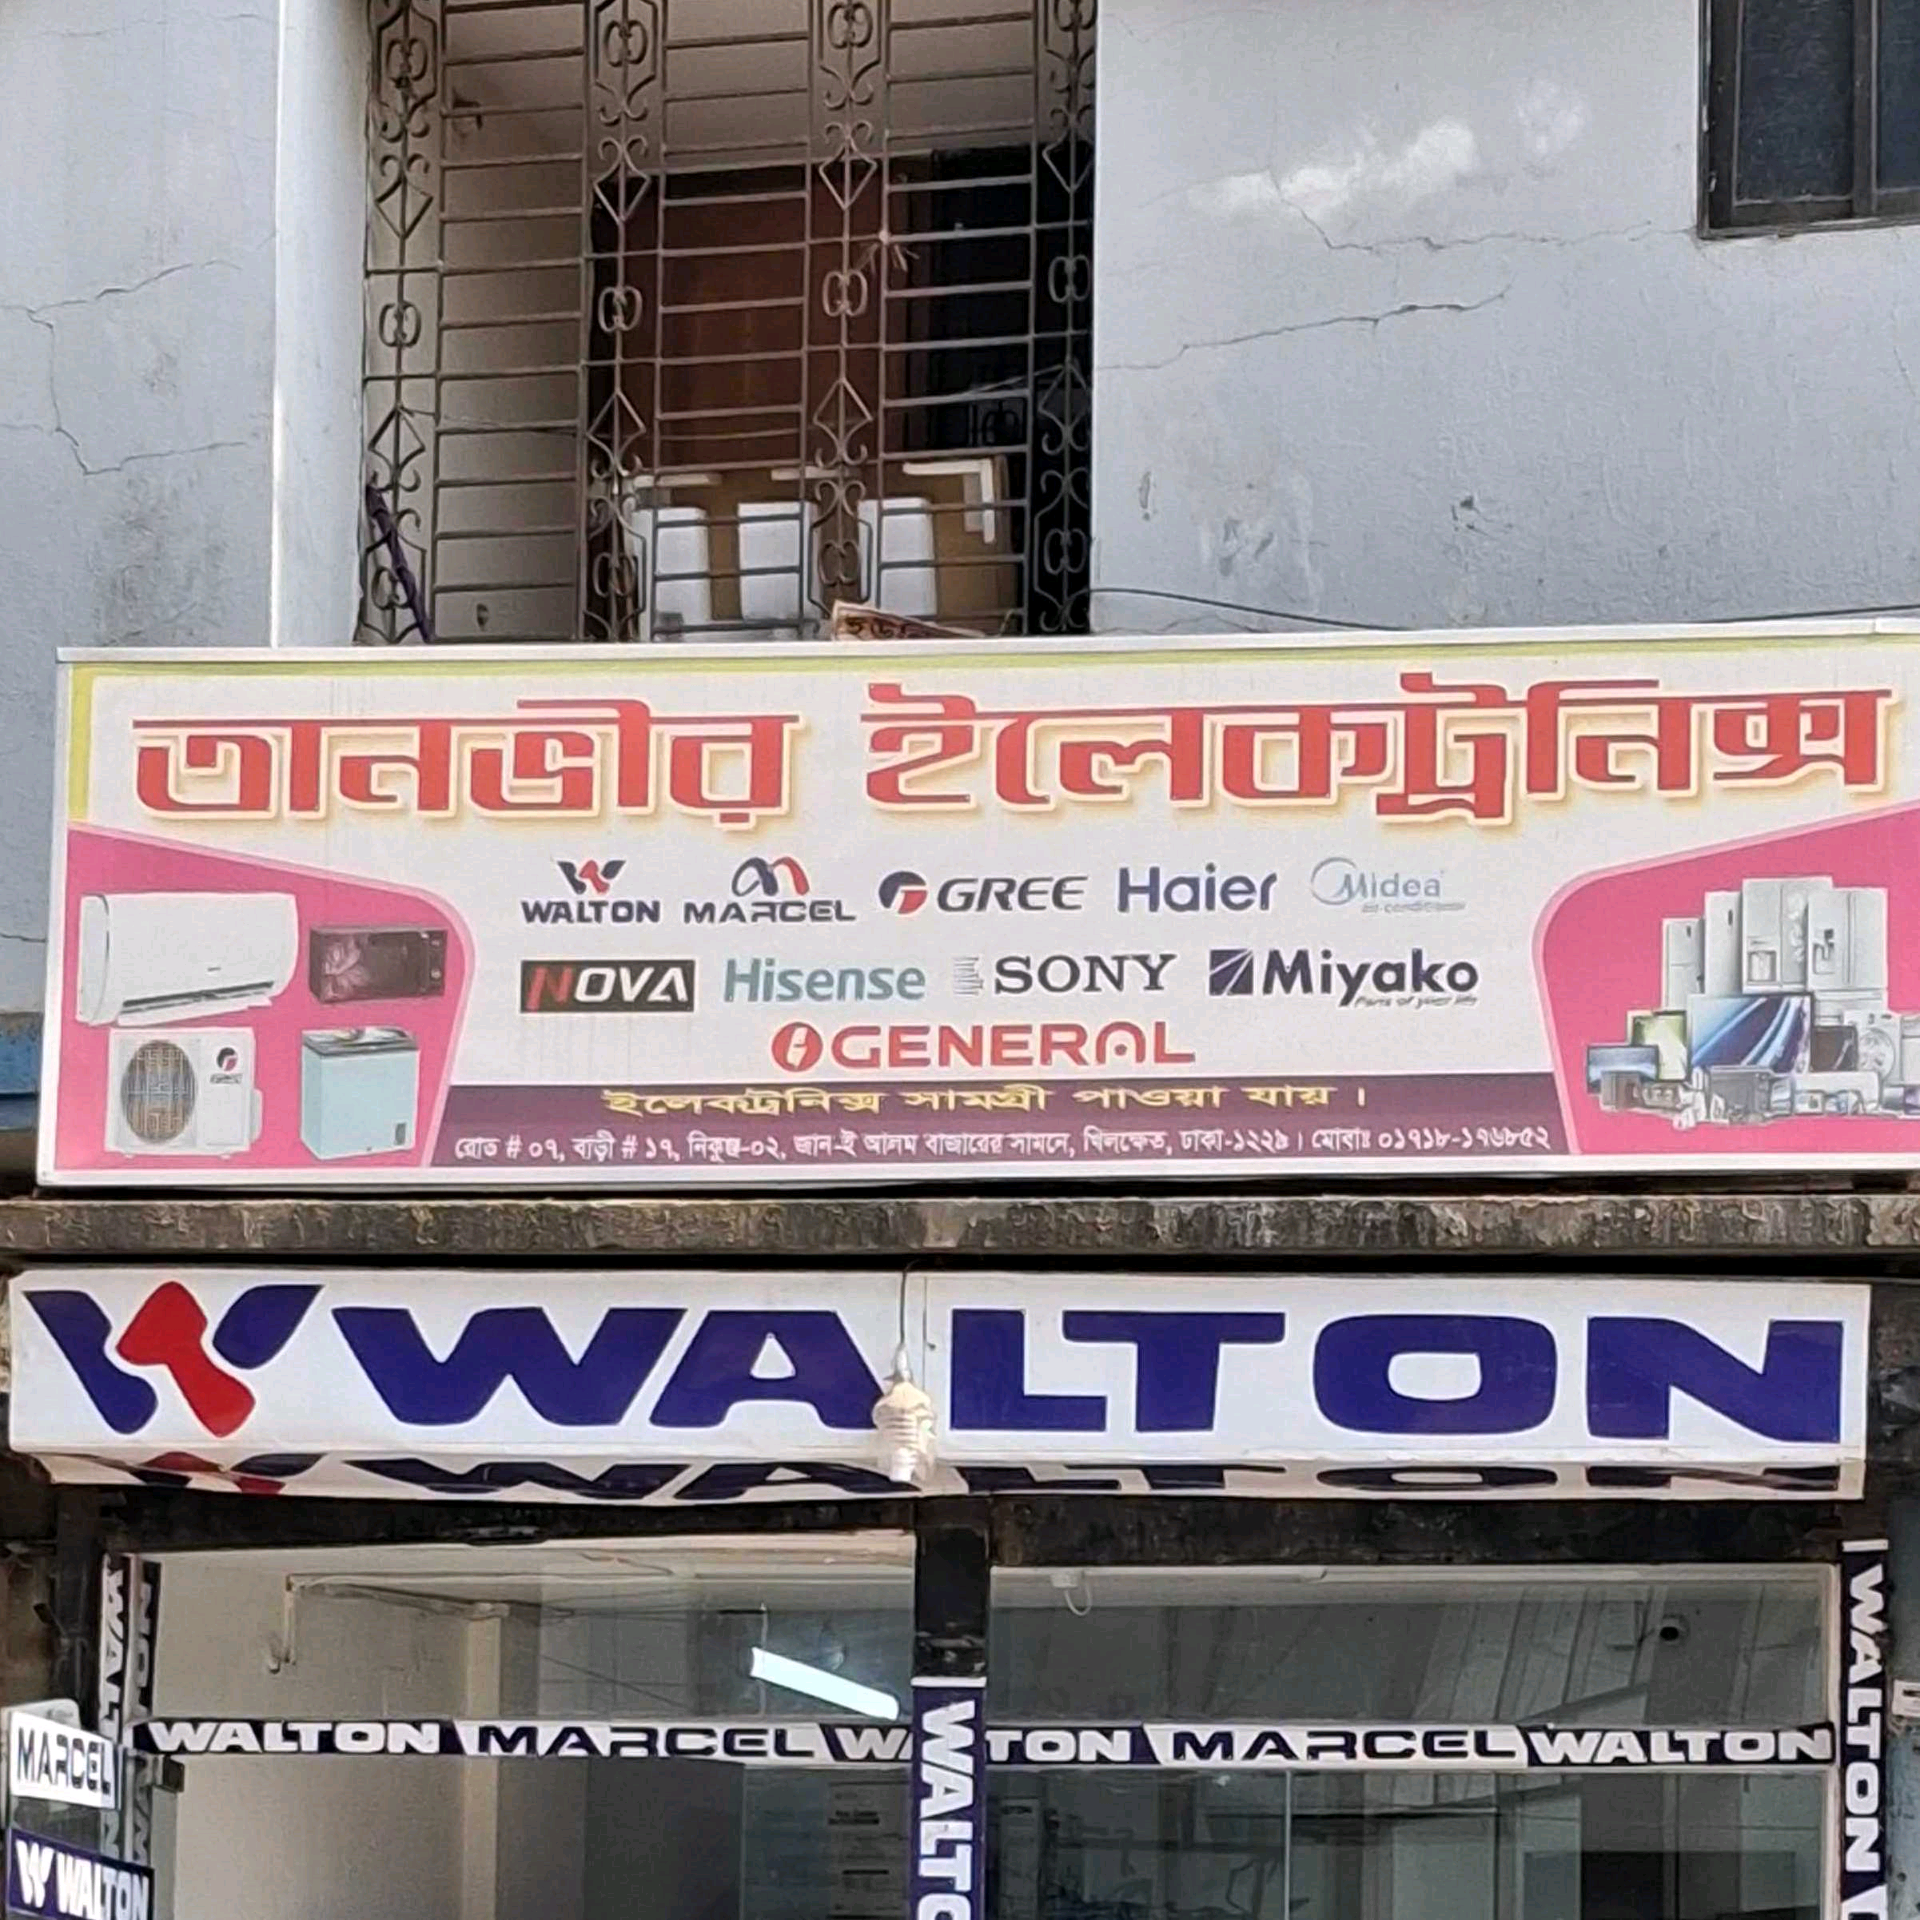 তানভীর ইলেকট্রনিক্স
WALTON MARCEL GREE Haier Midea
NOVA Hisense SONY Miyako
GENERAL
ইলেকট্রনিক্স সামগ্রী পাওয়া যায় ।
রোড # ০৭, বাড়ী # ১৭, নিকুঞ্জ-০২, জান-ই আলম বাজারের সামনে, খিলক্ষেত, ঢাকা-১২২৯ । মোবাঃ ০১৭১৮-১৭৬৮৫২
WALTON
WALTON MARCEL WALTON MARCEL WALTON
WALTON
WALTON
WALTON
MARCEL
WALTON